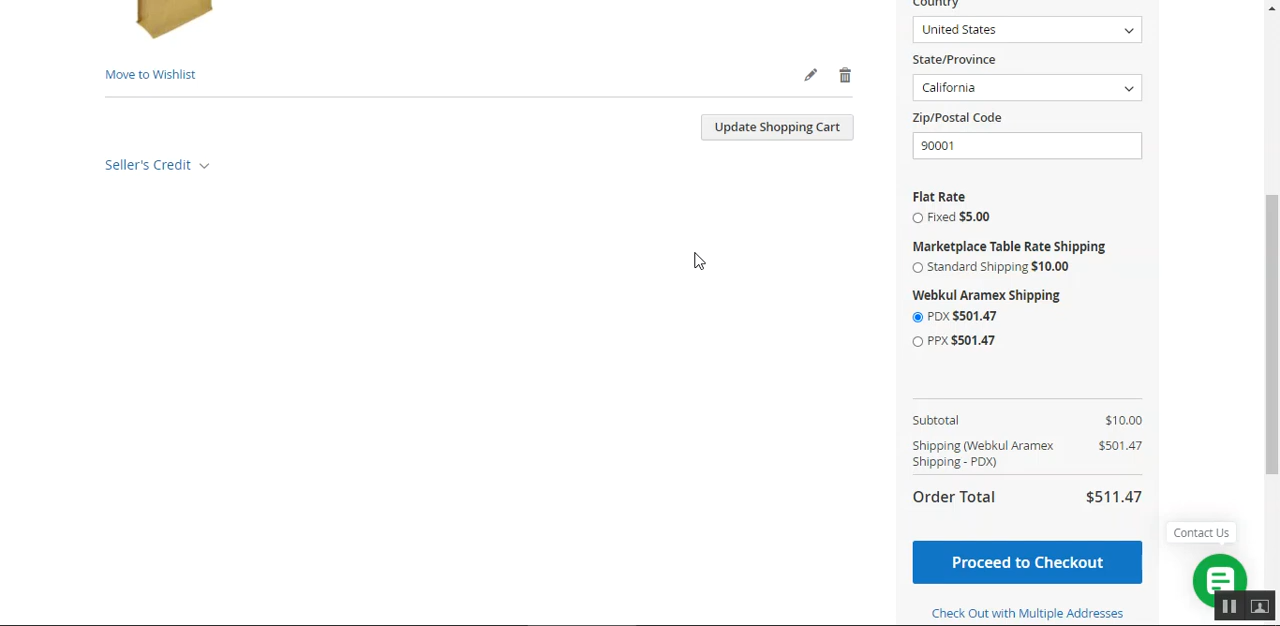 Country
United States
State/Province
Move to Wishlist
California
Zip/Postal Code
Update Shopping Cart
90001
Seller's Credit
Flat Rate
Fixed $5.00
Marketplace Table Rate Shipping
Standard Shipping $10.00
Webkul Aramex Shipping
PDX $501.47
PPX $501.47
Subtotal $10.00
Shipping (Webkul Aramex $501.47
Shipping - PDX)
Order Total $511.47
Contact Us
Proceed to Checkout
Check Out with Multiple Addresses